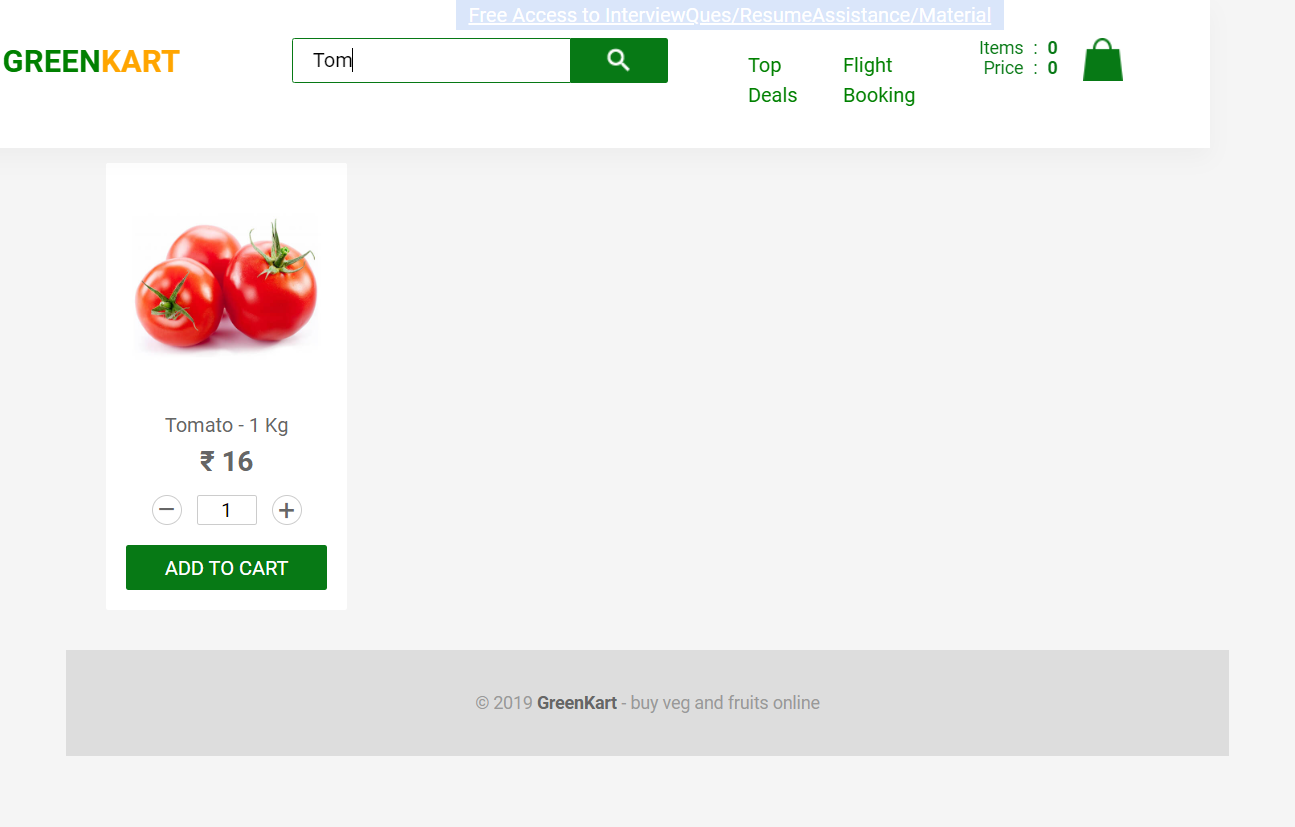 Free Access to InterviewQues/ResumeAssistance/Material
GREENKART
Tom
Top
Deals
Flight
Booking
Items : 0
Price : 0
Tomato - 1 Kg
₹ 16
− 1 +
ADD TO CART
© 2019 GreenKart - buy veg and fruits online